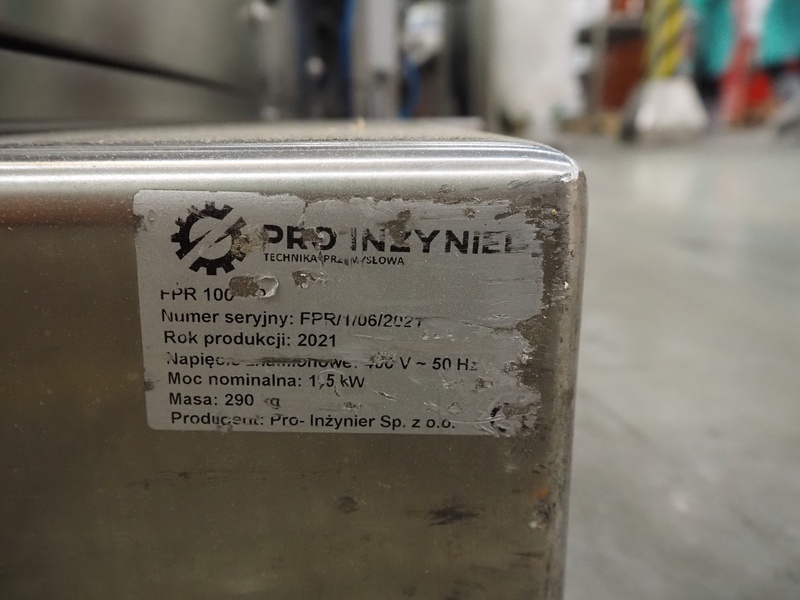 PRO INŻYNIER
TECHNIKA PRZEMYSŁOWA
FPR 100
Numer seryjny: FPR/1/06/2021
Rok produkcji: 2021
Napięcie znamionowe: 400 V ~ 50 Hz
Moc nominalna: 1,5 kW
Masa: 290 kg
Producent: Pro- Inżynier Sp. z o.o.